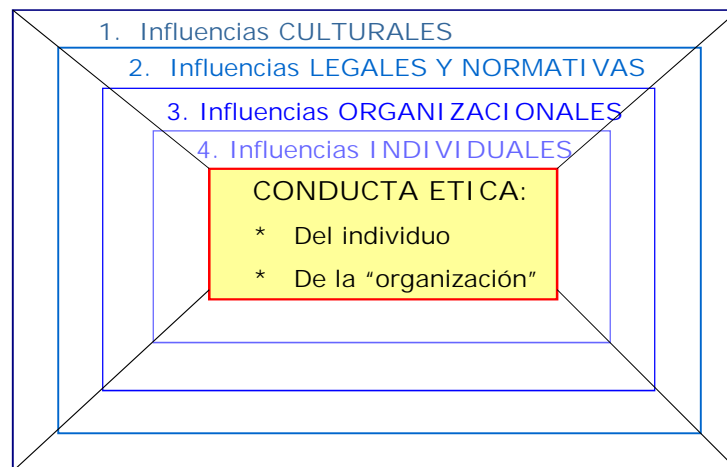 1. Influencias CULTURALES
2. Influencias LEGALES Y NORMATIVAS
3. Influencias ORGANIZACIONALES
4. Influencias INDIVIDUALES
CONDUCTA ETICA:
* Del individuo
* De la “organización”